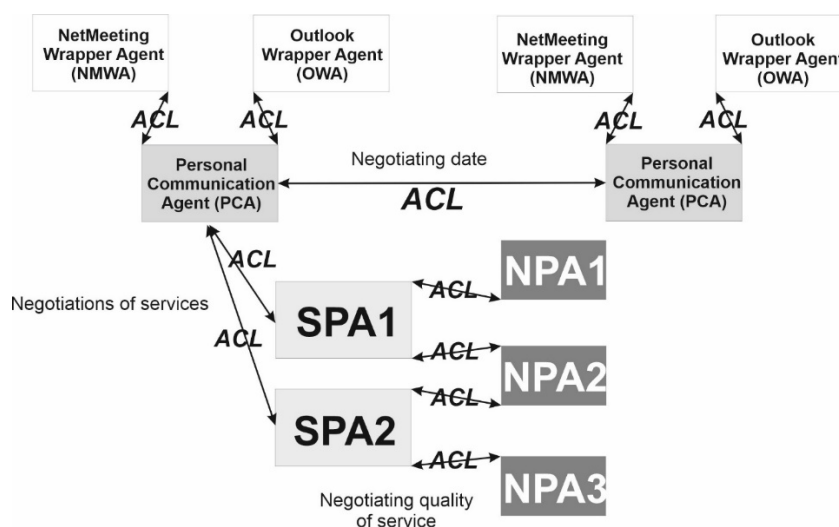 NetMeeting
Wrapper Agent
(NMWA)
Outlook
Wrapper Agent
(OWA)
NetMeeting
Wrapper Agent
(NMWA)
Outlook
Wrapper Agent
(OWA)
ACL
ACL
ACL
ACL
Personal
Communication
Agent (PCA)
Negotiating date
ACL
Personal
Communication
Agent (PCA)
ACL
Negotiations of services
ACL
SPA1
ACL
NPA1
ACL
NPA2
SPA2
ACL
ACL
NPA3
Negotiating quality
of service